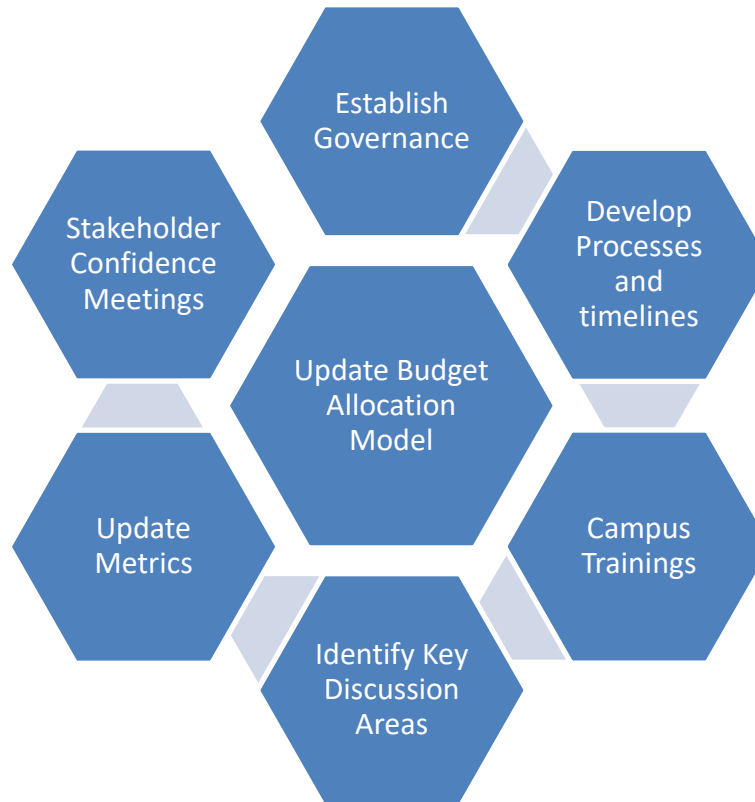 Establish
Governance
Develop
Processes
and
timelines
Campus
Trainings
Identify Key
Discussion
Areas
Update
Metrics
Stakeholder
Confidence
Meetings
Update Budget
Allocation
Model